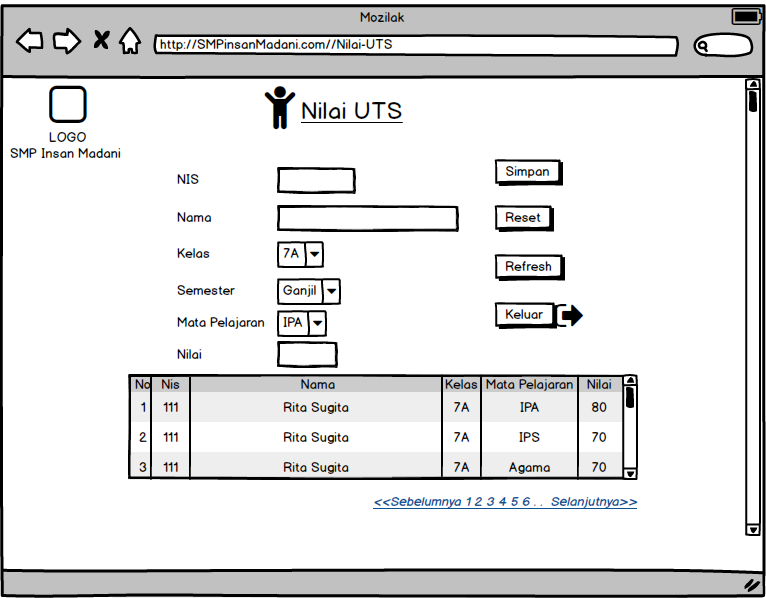 Mozilak
http://SMPinsanMadani.com//Nilai-UTS
LOGO
SMP Insan Madani
Nilai UTS
NIS
Simpan
Nama
Reset
Kelas 7A
Refresh
Semester Ganjil
Keluar
Mata Pelajaran IPA
Nilai
No Nis Nama Kelas Mata Pelajaran Nilai
1 111 Rita Sugita 7A IPA 80
2 111 Rita Sugita 7A IPS 70
3 111 Rita Sugita 7A Agama 70
<<Sebelumnya 1 2 3 4 5 6 . . Selanjutnya>>